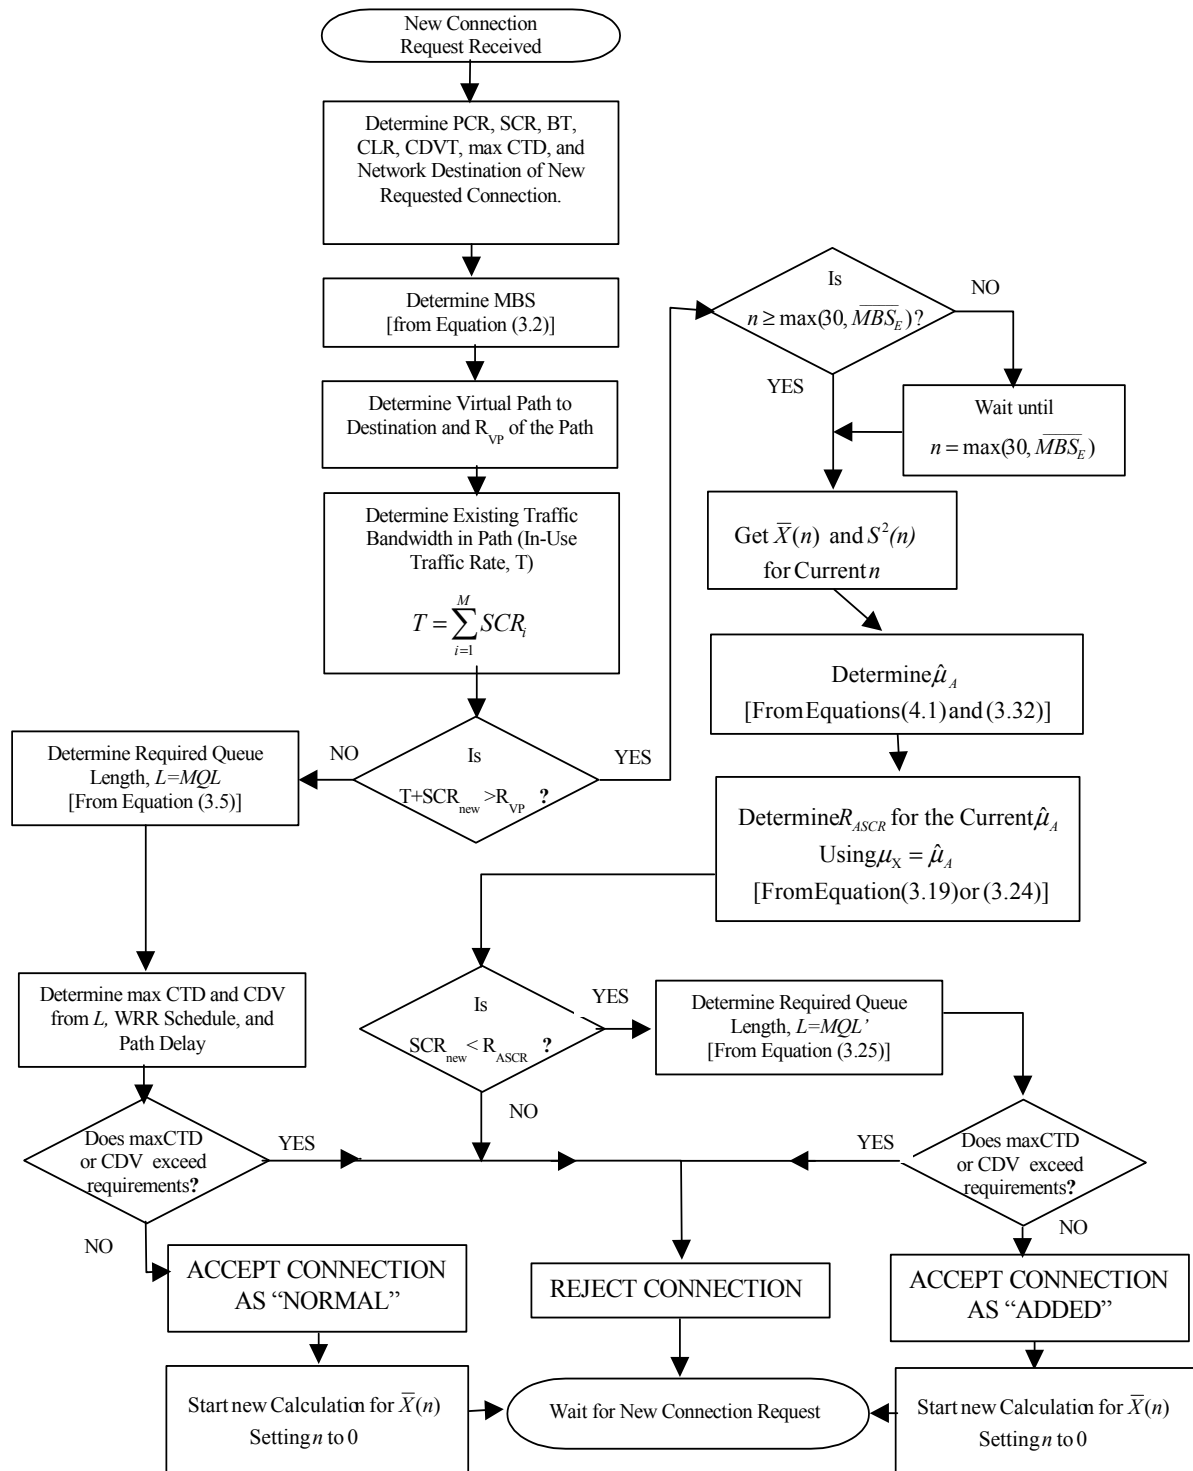 New Connection
Request Received
Determine PCR, SCR, BT,
CLR, CDVT, max CTD, and
Network Destination of New
Requested Connection.
Determine MBS
[from Equation (3.2)]
Determine Virtual Path to
Destination and R_VP of the Path
Determine Existing Traffic
Bandwidth in Path (In-Use
Traffic Rate, T)
T = \sum_{i=1}^{M} SCR_i
Is
T+SCR_new >R_VP ?
NO
YES
Determine Required Queue
Length, L=MQL
[From Equation (3.5)]
Determine max CTD and CDV
from L, WRR Schedule, and
Path Delay
Does maxCTD
or CDV exceed
requirements?
YES
NO
ACCEPT CONNECTION
AS “NORMAL”
Start new Calculation for \overline{X}(n)
Setting n to 0
Is
n ≥ max(30, \overline{MBS_E})?
NO
YES
Wait until
n = max(30, \overline{MBS_E})
Get \overline{X}(n) and S²(n)
for Current n
Determine \hat{μ}_A
[From Equations (4.1) and (3.32)]
Determine R_ASCR for the Current \hat{μ}_A
Using μ_X = \hat{μ}_A
[From Equation (3.19) or (3.24)]
Is
SCR_new < R_ASCR ?
YES
NO
Determine Required Queue
Length, L=MQL’
[From Equation (3.25)]
Does maxCTD
or CDV exceed
requirements?
YES
NO
REJECT CONNECTION
ACCEPT CONNECTION
AS “ADDED”
Wait for New Connection Request
Start new Calculation for \overline{X}(n)
Setting n to 0